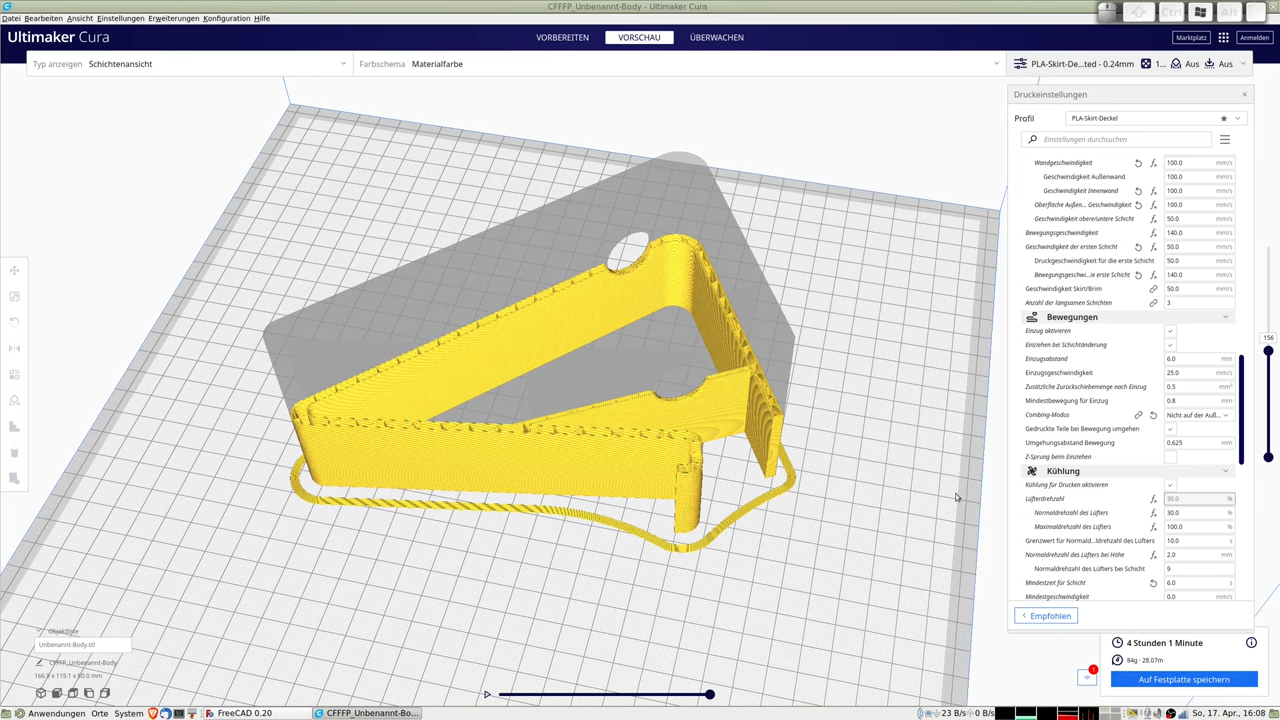 CFFFP_Unbenannt-Body - Ultimaker Cura
Ctrl Alt
Datei Bearbeiten Ansicht Einstellungen Erweiterungen Konfiguration Hilfe
Ultimaker Cura
VORBEREITEN VORSCHAU ÜBERWACHEN
Marktplatz Anmelden
Typ anzeigen Schichtenansicht
Farbschema Materialfarbe
PLA-Skirt-De...ted - 0.24mm 1... Aus Aus
Druckeinstellungen
Profil PLA-Skirt-Deckel
Einstellungen durchsuchen
Wandgeschwindigkeit 100.0 mm/s
Geschwindigkeit Außenwand 100.0 mm/s
Geschwindigkeit Innenwand 100.0 mm/s
Oberfläche Außen... Geschwindigkeit 100.0 mm/s
Geschwindigkeit obere/untere Schicht 50.0 mm/s
Bewegungsgeschwindigkeit 140.0 mm/s
Geschwindigkeit der ersten Schicht 50.0 mm/s
Druckgeschwindigkeit für die erste Schicht 50.0 mm/s
Bewegungsgeschwi...ie erste Schicht 140.0 mm/s
Geschwindigkeit Skirt/Brim 50.0 mm/s
Anzahl der langsamen Schichten 3
Bewegungen
Einzug aktivieren
Einziehen bei Schichtänderung
Einzugsabstand 6.0 mm
Einzugsgeschwindigkeit 25.0 mm/s
Zusätzliche Zurückschiebemenge nach Einzug 0.5 mm³
Mindestbewegung für Einzug 0.8 mm
Combing-Modus Nicht auf der Auß...
Gedruckte Teile bei Bewegung umgehen
Umgehungsabstand Bewegung 0.625 mm
Z-Sprung beim Einziehen
Kühlung
Kühlung für Drucken aktivieren
Lüfterdrehzahl 30.0 %
Normaldrehzahl des Lüfters 30.0 %
Maximaldrehzahl des Lüfters 100.0 %
Grenzwert für Normald...ldrehzahl des Lüfters 10.0 s
Normaldrehzahl des Lüfters bei Höhe 2.0 mm
Normaldrehzahl des Lüfters bei Schicht 9
Mindestzeit für Schicht 6.0 s
Mindestgeschwindigkeit 0.0 mm/s
156
Empfohlen
Objektliste
Unbenannt-Body.stl
CFFFP_Unbenannt-Body
166.9 x 119.1 x 80.0 mm
4 Stunden 1 Minute
84g · 28.07m
1
Auf Festplatte speichern
Anwendungen Orte System FreeCAD 0.20 CFFFP_Unbenannt-Bo... 23 B/s 0 B/s So, 17. Apr., 16:08